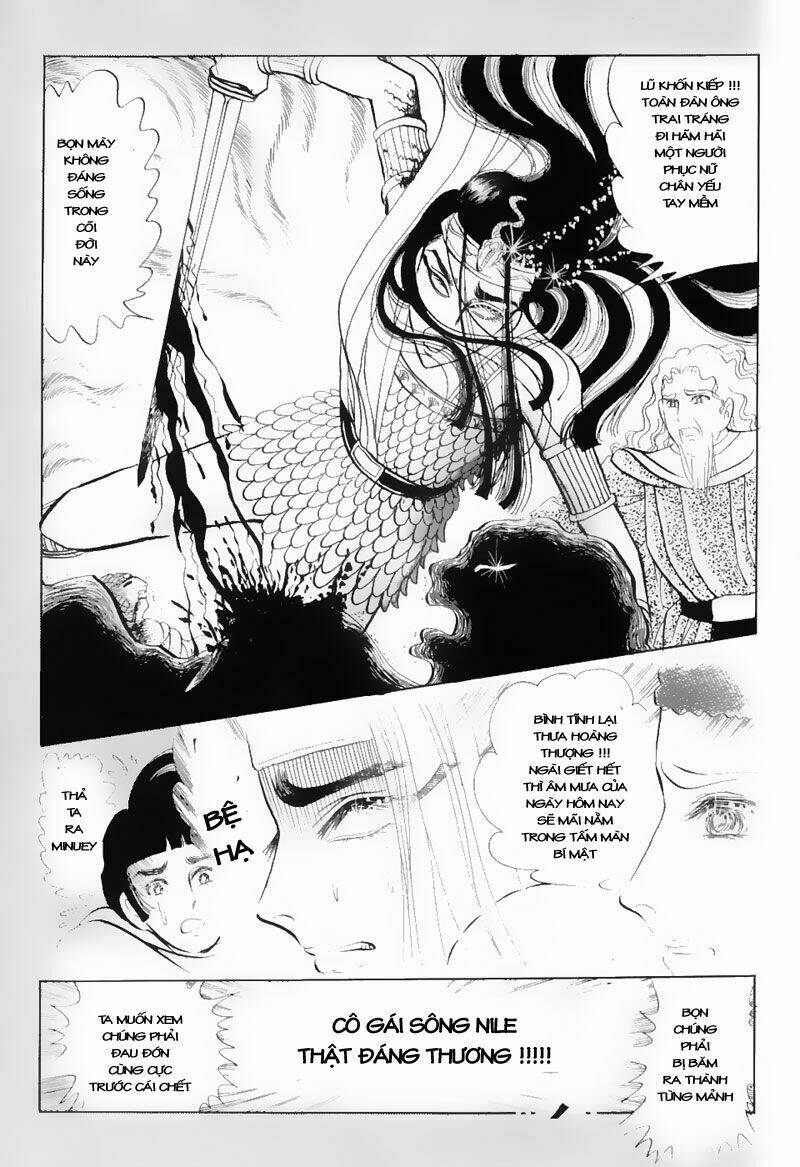 LŨ KHỐN KIẾP !!!
TOÀN ĐÀN ÔNG
TRAI TRÁNG
ĐI HÃM HÃI
MỘT NGƯỜI
PHỤC NỮ
CHÂN YẾU
TAY MỀM
BỌN MÀY
KHÔNG
ĐÁNG
SỐNG
TRONG
CÕI
ĐỜI
NÀY
BÌNH TĨNH LẠI
THƯA HOÀNG
THƯỢNG !!!
NGÀI GIẾT HẾT
THÌ ÂM MƯA CỦA
NGÀY HÔM NAY
SẼ MÃI NẰM
TRONG TẤM MÀN
BÍ MẬT
BỆ
HẠ
THẢ
TA
RA
MINUEY
BỌN
CHÚNG
PHẢI
BỊ BĂM
RA THÀNH
TỪNG MẢNH
CÔ GÁI SÔNG NILE
THẬT ĐÁNG THƯƠNG !!!!!
TA MUỐN XEM
CHÚNG PHẢI
ĐAU ĐỚN
CÙNG CỰC
TRƯỚC CÁI CHẾT